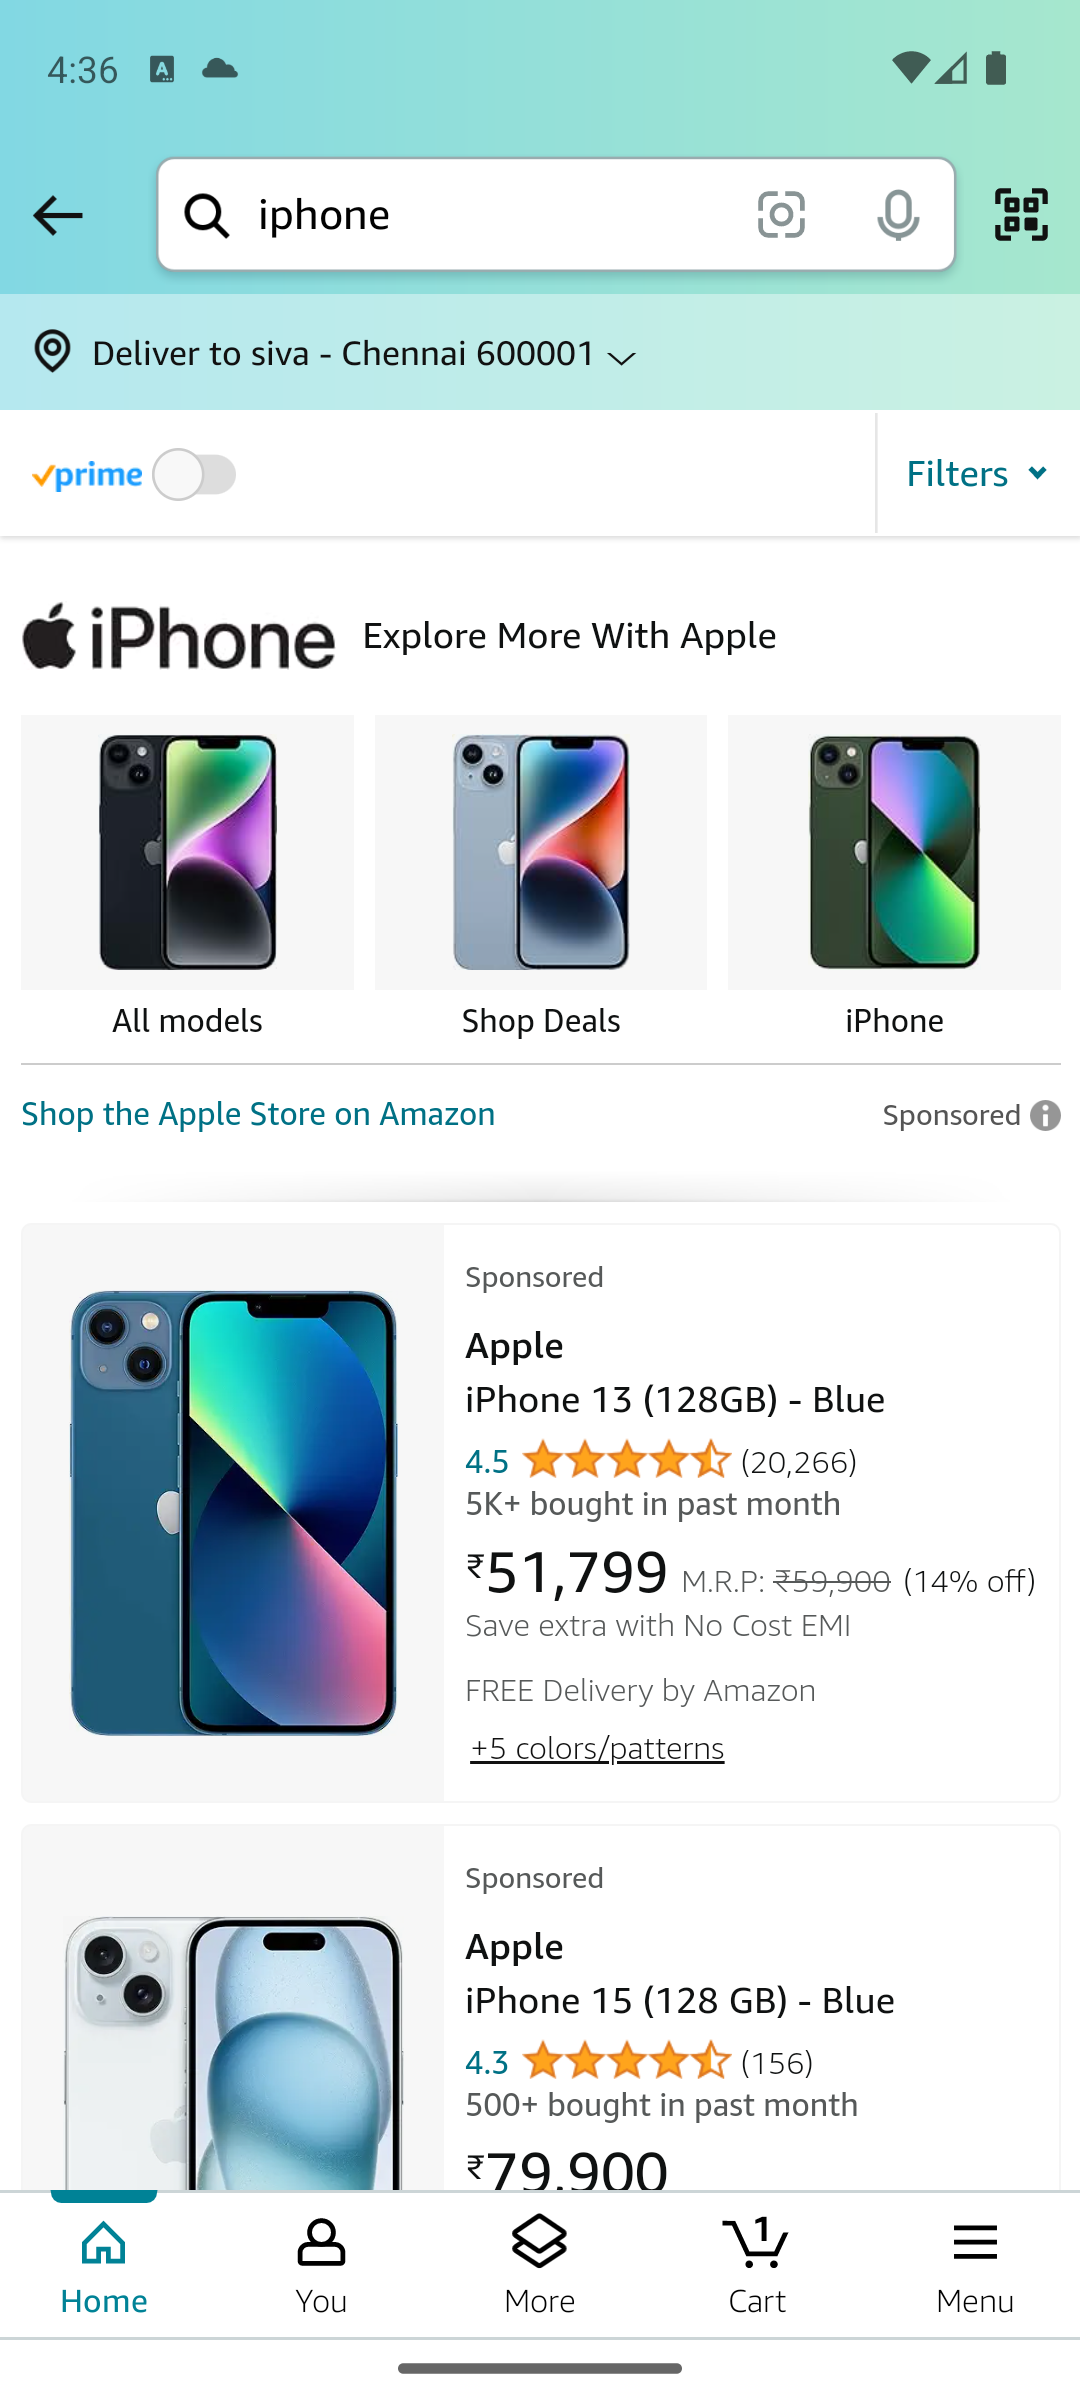 4:36
iphone
Deliver to siva - Chennai 600001
prime
Filters
iPhone Explore More With Apple
All models
Shop Deals
iPhone
Shop the Apple Store on Amazon
Sponsored
Sponsored
Apple
iPhone 13 (128GB) - Blue
4.5 (20,266)
5K+ bought in past month
₹51,799 M.R.P: ₹59,900 (14% off)
Save extra with No Cost EMI
FREE Delivery by Amazon
+5 colors/patterns
Sponsored
Apple
iPhone 15 (128 GB) - Blue
4.3 (156)
500+ bought in past month
₹79,900
1
Home
You
More
Cart
Menu